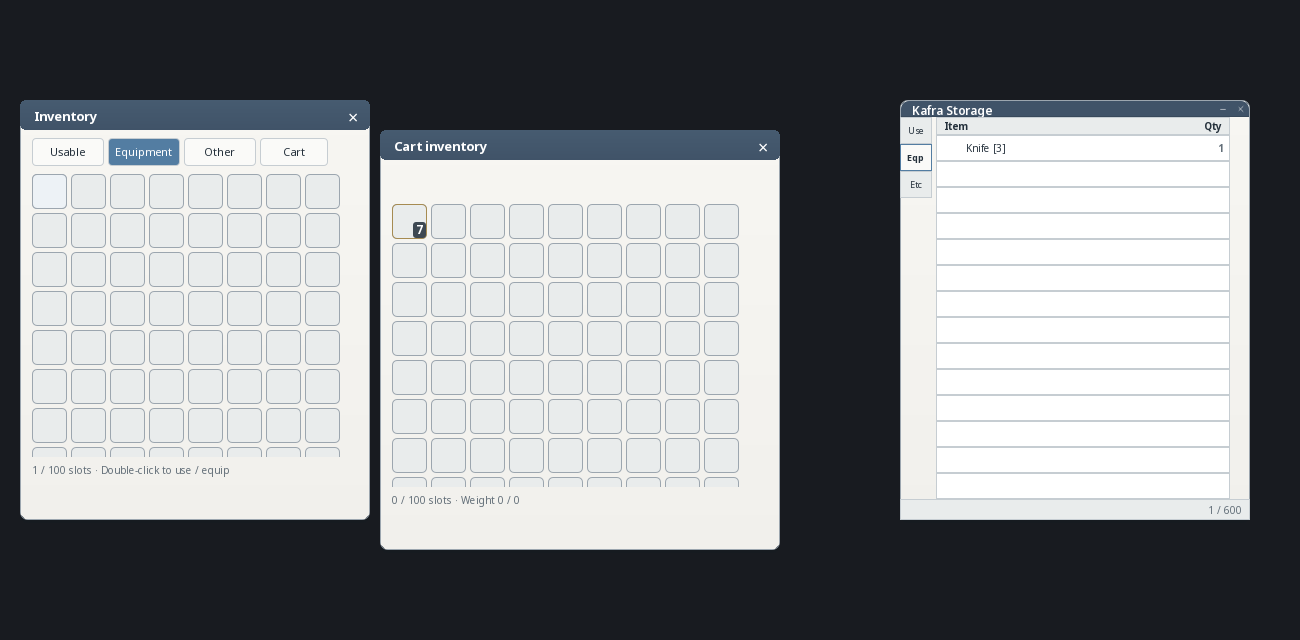 Inventory ×
Usable Equipment Other Cart
1 / 100 slots · Double-click to use / equip
Cart inventory ×
7
0 / 100 slots · Weight 0 / 0
Kafra Storage − ×
Use
Eqp
Etc
Item Qty
Knife [3] 1
1 / 600